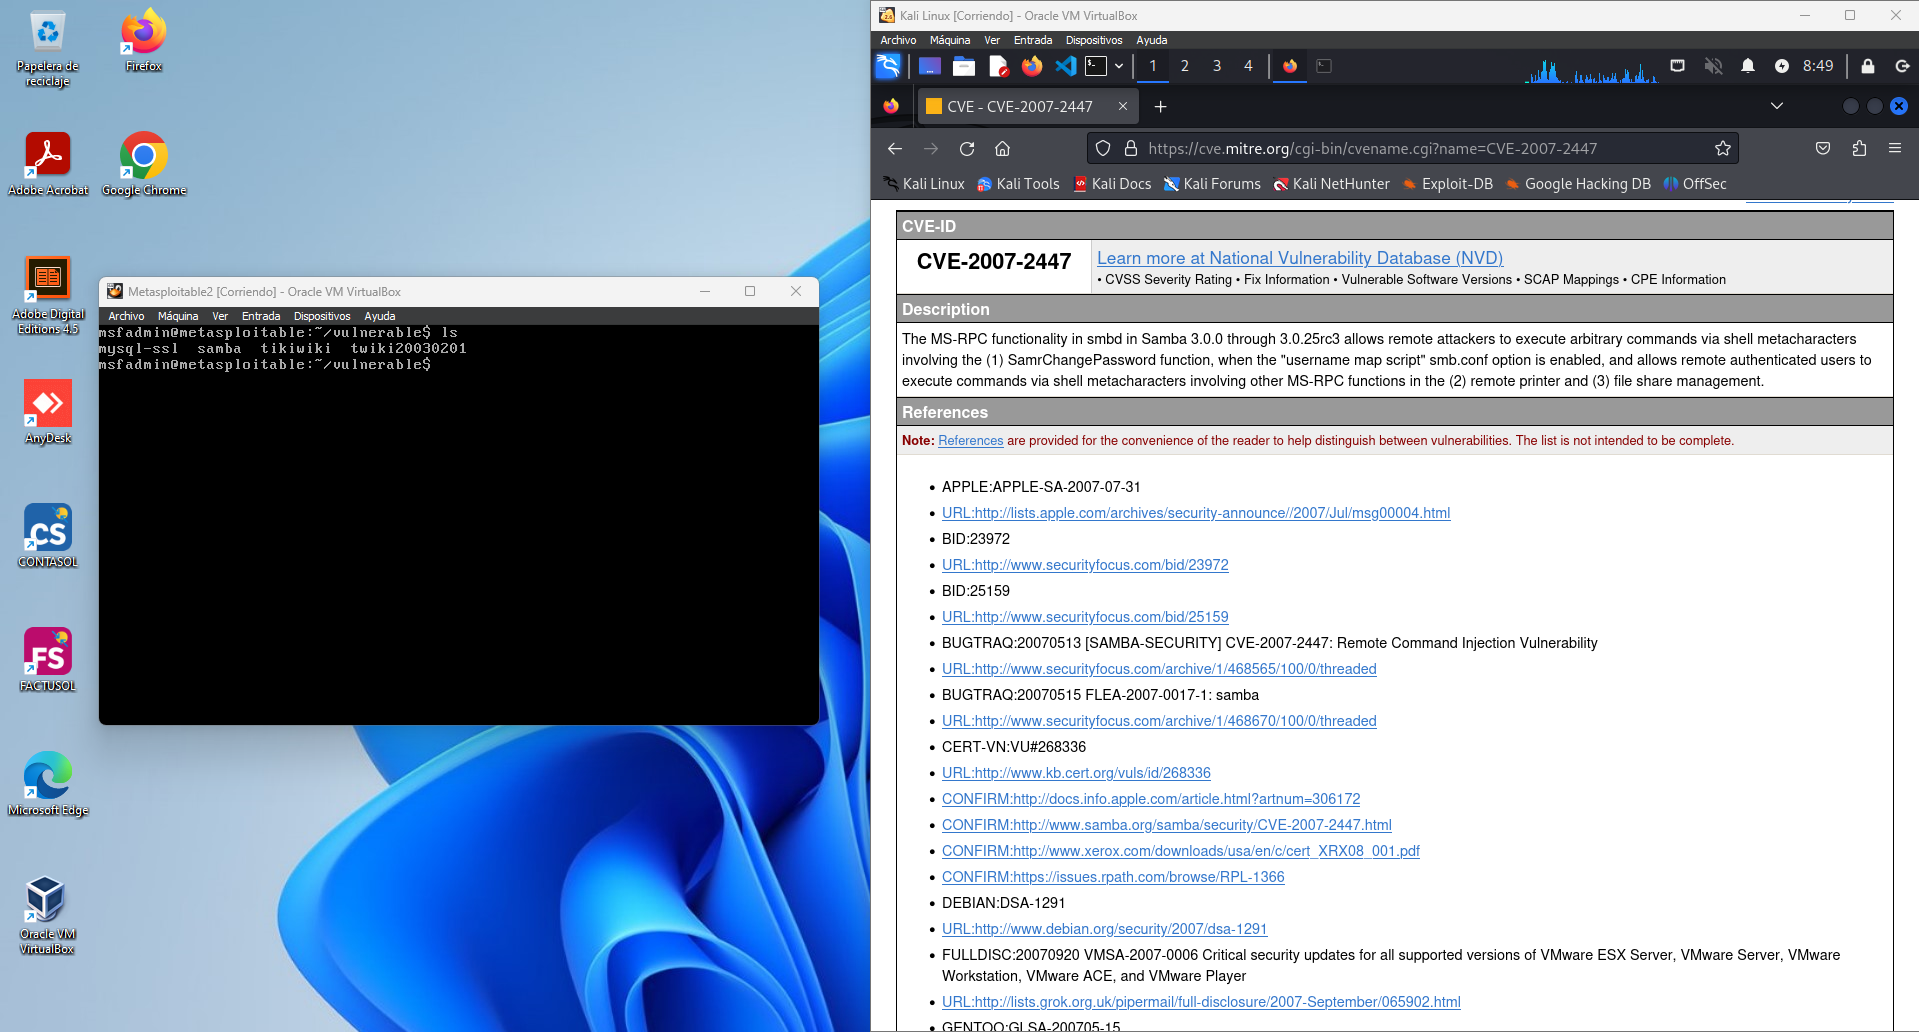 Papelera de
reciclaje
Firefox
Adobe Acrobat
Google Chrome
Adobe Digital
Editions 4.5
AnyDesk
CONTASOL
FACTUSOL
Microsoft Edge
Oracle VM
VirtualBox
Metasploitable2 [Corriendo] - Oracle VM VirtualBox
Archivo Máquina Ver Entrada Dispositivos Ayuda
msfadmin@metasploitable:~/vulnerable$ ls
mysql-ssl samba tikiwiki twiki20030201
msfadmin@metasploitable:~/vulnerable$
Kali Linux [Corriendo] - Oracle VM VirtualBox
Archivo Máquina Ver Entrada Dispositivos Ayuda
1 2 3 4 8:49
CVE - CVE-2007-2447
https://cve.mitre.org/cgi-bin/cvename.cgi?name=CVE-2007-2447
Kali Linux Kali Tools Kali Docs Kali Forums Kali NetHunter Exploit-DB Google Hacking DB OffSec
CVE-ID
CVE-2007-2447
Learn more at National Vulnerability Database (NVD)
• CVSS Severity Rating • Fix Information • Vulnerable Software Versions • SCAP Mappings • CPE Information
Description
The MS-RPC functionality in smbd in Samba 3.0.0 through 3.0.25rc3 allows remote attackers to execute arbitrary commands via shell metacharacters
involving the (1) SamrChangePassword function, when the "username map script" smb.conf option is enabled, and allows remote authenticated users to
execute commands via shell metacharacters involving other MS-RPC functions in the (2) remote printer and (3) file share management.
References
Note: References are provided for the convenience of the reader to help distinguish between vulnerabilities. The list is not intended to be complete.
• APPLE:APPLE-SA-2007-07-31
• URL:http://lists.apple.com/archives/security-announce//2007/Jul/msg00004.html
• BID:23972
• URL:http://www.securityfocus.com/bid/23972
• BID:25159
• URL:http://www.securityfocus.com/bid/25159
• BUGTRAQ:20070513 [SAMBA-SECURITY] CVE-2007-2447: Remote Command Injection Vulnerability
• URL:http://www.securityfocus.com/archive/1/468565/100/0/threaded
• BUGTRAQ:20070515 FLEA-2007-0017-1: samba
• URL:http://www.securityfocus.com/archive/1/468670/100/0/threaded
• CERT-VN:VU#268336
• URL:http://www.kb.cert.org/vuls/id/268336
• CONFIRM:http://docs.info.apple.com/article.html?artnum=306172
• CONFIRM:http://www.samba.org/samba/security/CVE-2007-2447.html
• CONFIRM:http://www.xerox.com/downloads/usa/en/c/cert_XRX08_001.pdf
• CONFIRM:https://issues.rpath.com/browse/RPL-1366
• DEBIAN:DSA-1291
• URL:http://www.debian.org/security/2007/dsa-1291
• FULLDISC:20070920 VMSA-2007-0006 Critical security updates for all supported versions of VMware ESX Server, VMware Server, VMware
Workstation, VMware ACE, and VMware Player
• URL:http://lists.grok.org.uk/pipermail/full-disclosure/2007-September/065902.html
• GENTOO:GLSA-200705-15